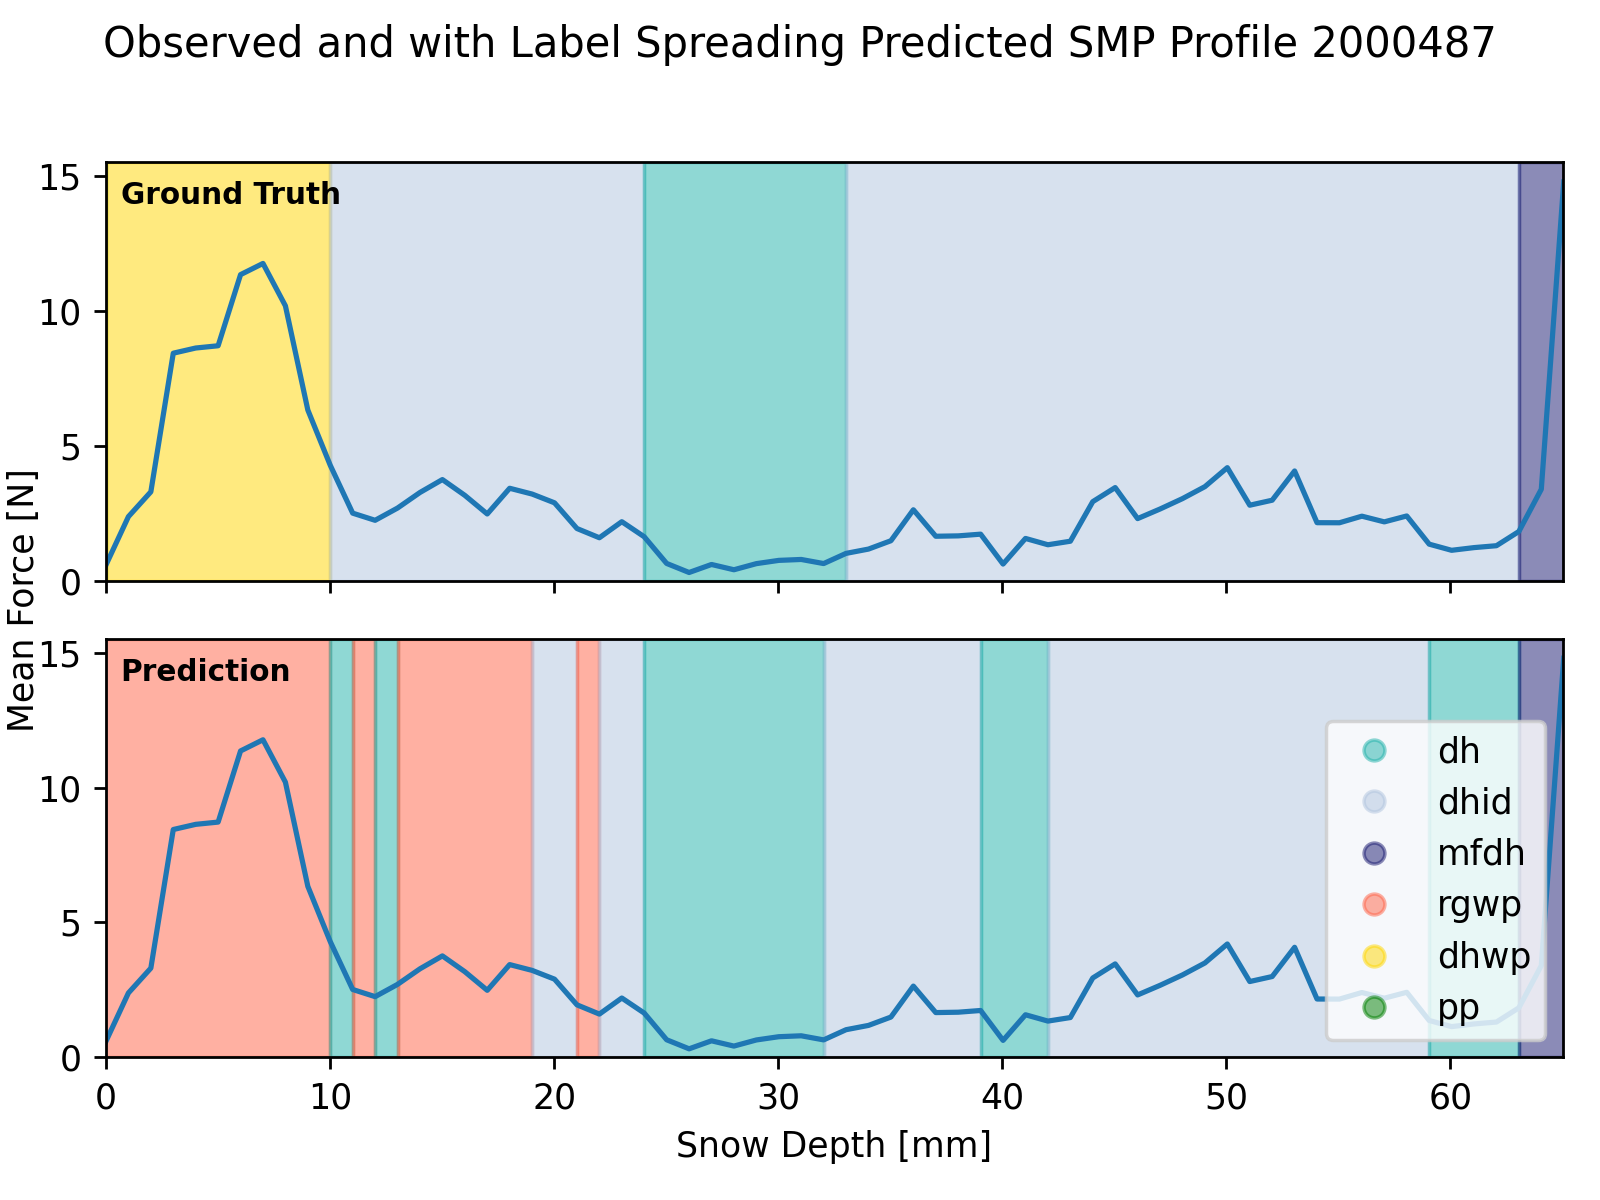 Observed and with Label Spreading Predicted SMP Profile 2000487
Mean Force [N]
15
10
5
0
Ground Truth
15
10
5
0
Prediction
dh
dhid
mfdh
rgwp
dhwp
pp
0 10 20 30 40 50 60
Snow Depth [mm]